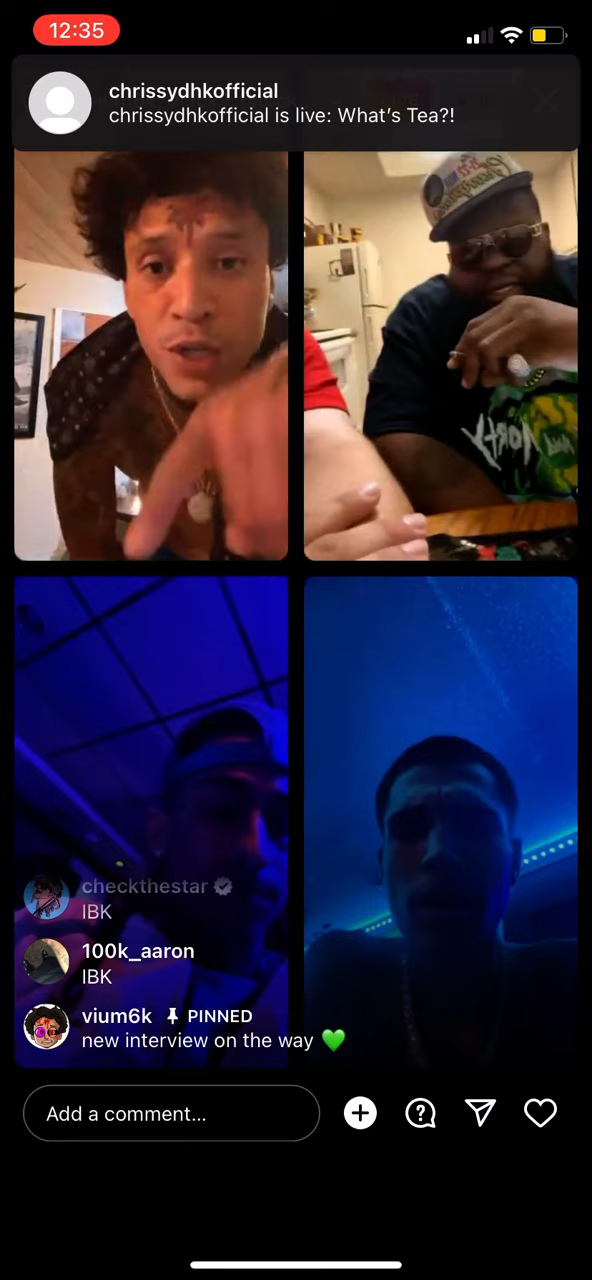 12:35
chrissydhkofficial
chrissydhkofficial is live: What's Tea?!
checkthestar
IBK
100k_aaron
IBK
vium6k PINNED
new interview on the way 💚
Add a comment...